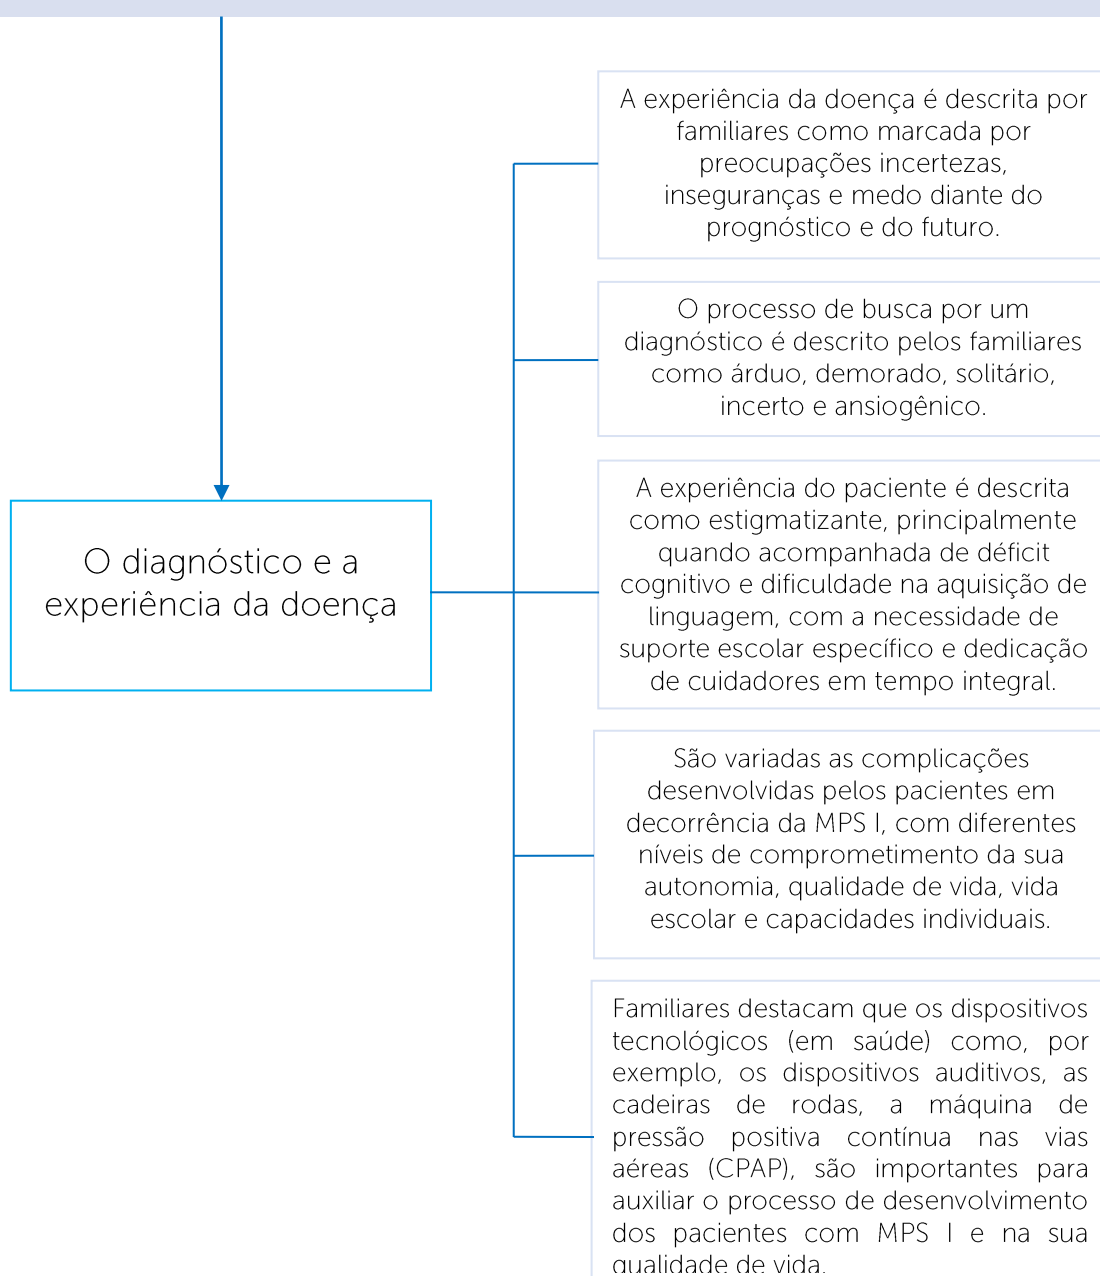 A experiência da doença é descrita por
familiares como marcada por
preocupações incertezas,
inseguranças e medo diante do
prognóstico e do futuro.
O processo de busca por um
diagnóstico é descrito pelos familiares
como árduo, demorado, solitário,
incerto e ansiogênico.
O diagnóstico e a
experiência da doença
A experiência do paciente é descrita
como estigmatizante, principalmente
quando acompanhada de déficit
cognitivo e dificuldade na aquisição de
linguagem, com a necessidade de
suporte escolar específico e dedicação
de cuidadores em tempo integral.
São variadas as complicações
desenvolvidas pelos pacientes em
decorrência da MPS I, com diferentes
níveis de comprometimento da sua
autonomia, qualidade de vida, vida
escolar e capacidades individuais.
Familiares destacam que os dispositivos
tecnológicos (em saúde) como, por
exemplo, os dispositivos auditivos, as
cadeiras de rodas, a máquina de
pressão positiva contínua nas vias
aéreas (CPAP), são importantes para
auxiliar o processo de desenvolvimento
dos pacientes com MPS I e na sua
qualidade de vida.